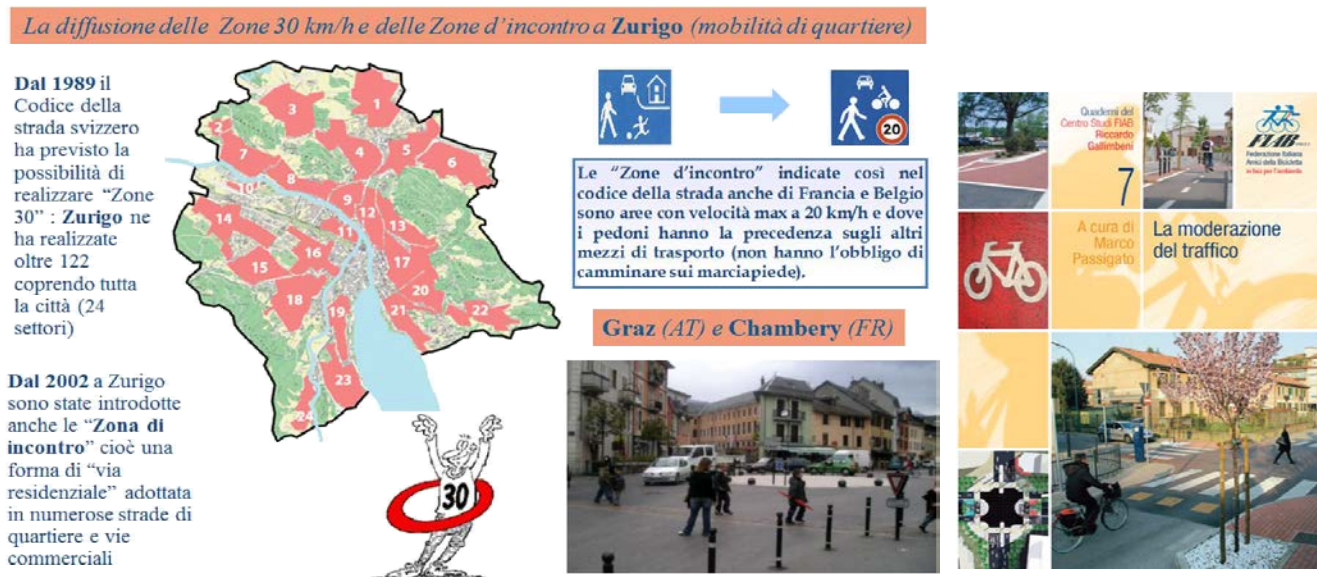 La diffusione delle Zone 30 km/h e delle Zone d’incontro a Zurigo (mobilità di quartiere)
Dal 1989 il
Codice della
strada svizzero
ha previsto la
possibilità di
realizzare “Zone
30” : Zurigo ne
ha realizzate
oltre 122
coprendo tutta
la città (24
settori)
Dal 2002 a Zurigo
sono state introdotte
anche le “Zona di
incontro” cioè una
forma di “via
residenziale” adottata
in numerose strade di
quartiere e vie
commerciali
1
2
3
4
5
6
7
8
9
10
11
12
13
14
15
16
17
18
19
20
21
22
23
24
30
20
Le “Zone d’incontro” indicate così nel
codice della strada anche di Francia e Belgio
sono aree con velocità max a 20 km/h e dove
i pedoni hanno la precedenza sugli altri
mezzi di trasporto (non hanno l’obbligo di
camminare sui marciapiede).
Graz (AT) e Chambery (FR)
Quaderni del
Centro Studi FIAB
Riccardo
Gallimbeni
7
FIAB
Federazione Italiana
Amici della Bicicletta
in bici per l'ambiente
A cura di
Marco
Passigato
La moderazione
del traffico